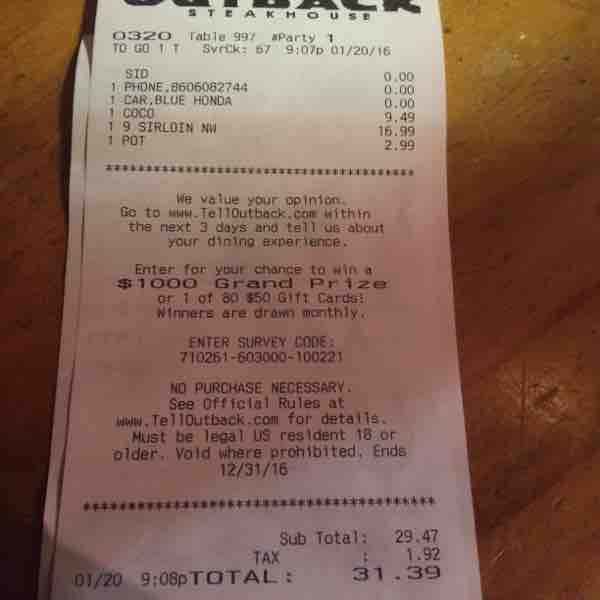 OUTBACK
STEAKHOUSE
0320 Table 997 #Party 1
TO GO 1 T SvrCk: 67 9:07p 01/20/16
SID 0.00
1 PHONE,8606082744 0.00
1 CAR,BLUE HONDA 0.00
1 COCO 9.49
1 9 SIRLOIN NW 16.99
1 POT 2.99
****************************************
We value your opinion.
Go to www.TellOutback.com within
the next 3 days and tell us about
your dining experience.
Enter for your chance to win a
$1000 Grand Prize
or 1 of 80 $50 Gift Cards!
Winners are drawn monthly.
ENTER SURVEY CODE:
710261-603000-100221
NO PURCHASE NECESSARY.
See Official Rules at
www.TellOutback.com for details.
Must be legal US resident 18 or
older. Void where prohibited. Ends
12/31/16
****************************************
Sub Total: 29.47
TAX : 1.92
01/20 9:08p TOTAL: 31.39